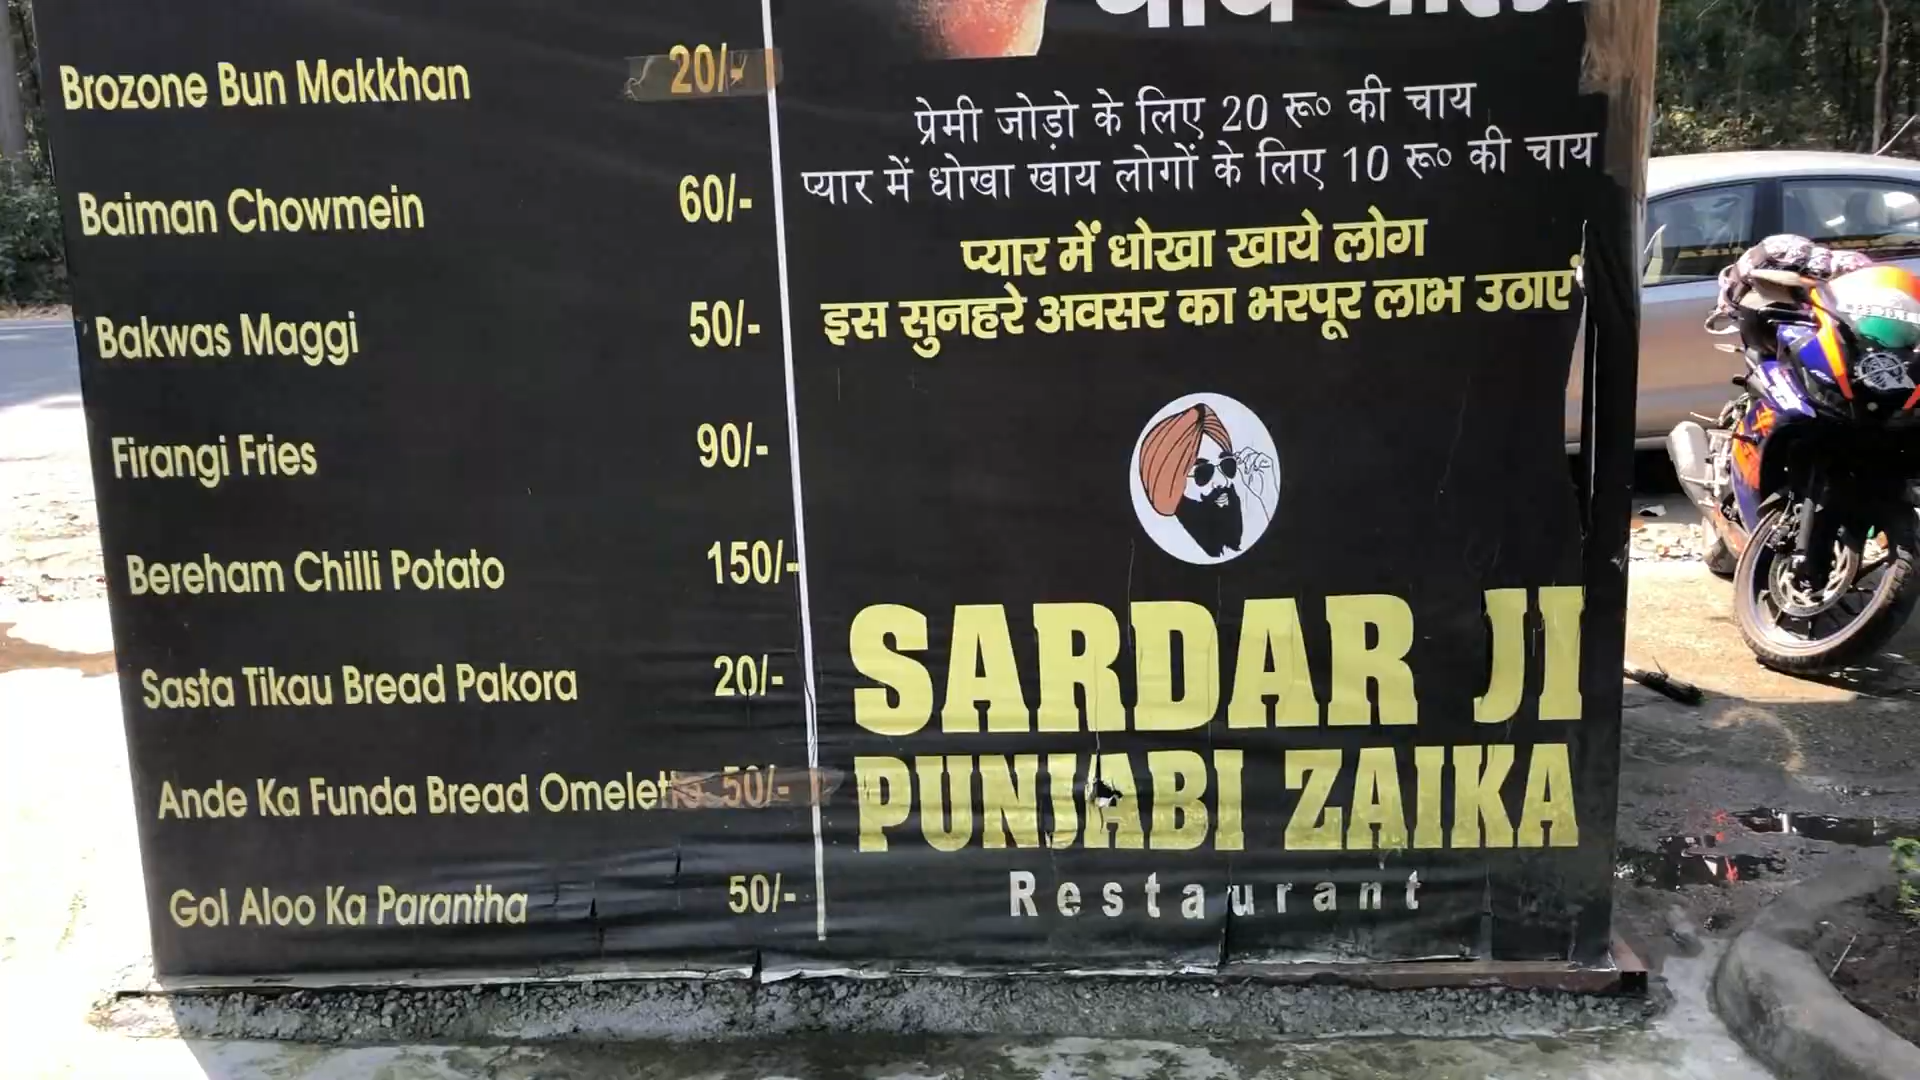 Brozone Bun Makkhan 20/-
Baiman Chowmein 60/-
Bakwas Maggi 50/-
Firangi Fries 90/-
Bereham Chilli Potato 150/-
Sasta Tikau Bread Pakora 20/-
Ande Ka Funda Bread Omelette 50/-
Gol Aloo Ka Parantha 50/-
प्रेमी जोड़ो के लिए 20 रू० की चाय
प्यार में धोखा खाय लोगों के लिए 10 रू० की चाय
प्यार में धोखा खाये लोग
इस सुनहरे अवसर का भरपूर लाभ उठाएं
SARDAR JI
PUNJABI ZAIKA
Restaurant